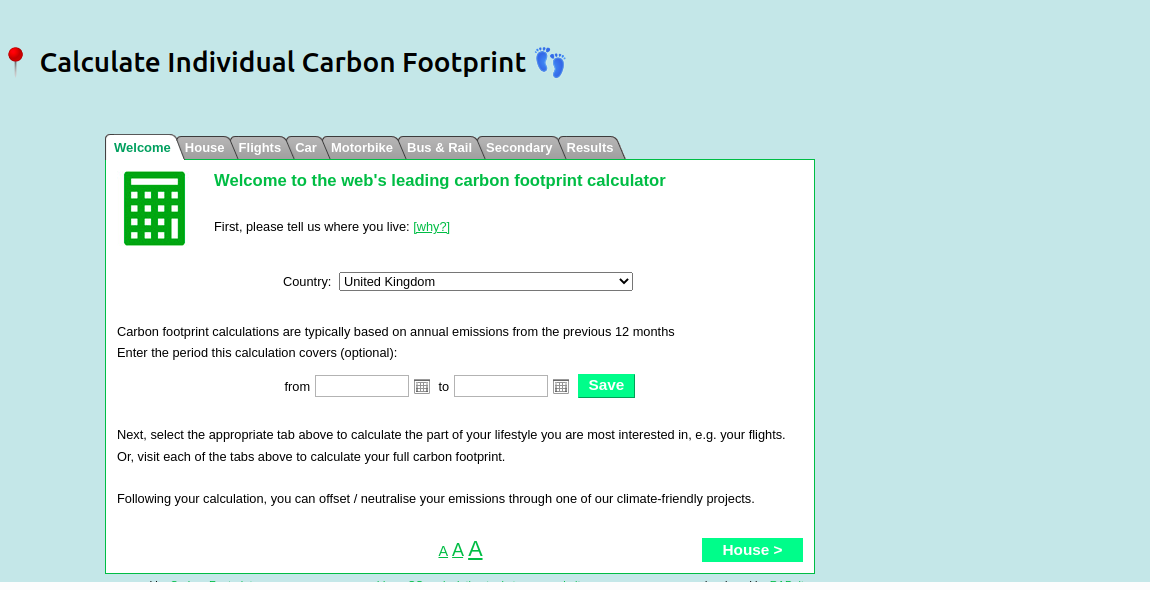 Calculate Individual Carbon Footprint
Welcome House Flights Car Motorbike Bus & Rail Secondary Results
Welcome to the web's leading carbon footprint calculator
First, please tell us where you live: [why?]
Country: United Kingdom
Carbon footprint calculations are typically based on annual emissions from the previous 12 months
Enter the period this calculation covers (optional):
from to Save
Next, select the appropriate tab above to calculate the part of your lifestyle you are most interested in, e.g. your flights.
Or, visit each of the tabs above to calculate your full carbon footprint.
Following your calculation, you can offset / neutralise your emissions through one of our climate-friendly projects.
A A A House >